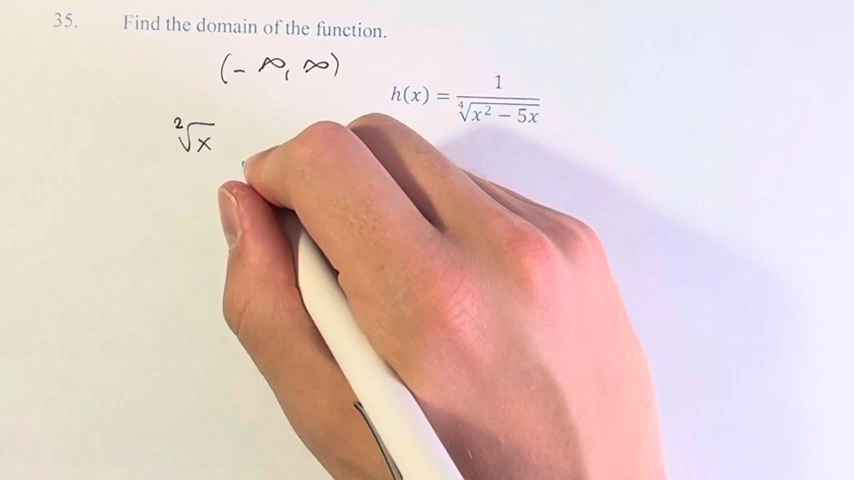 35. Find the domain of the function.
(-∞, ∞)
h(x) = 1/∜(x² − 5x)
²√x